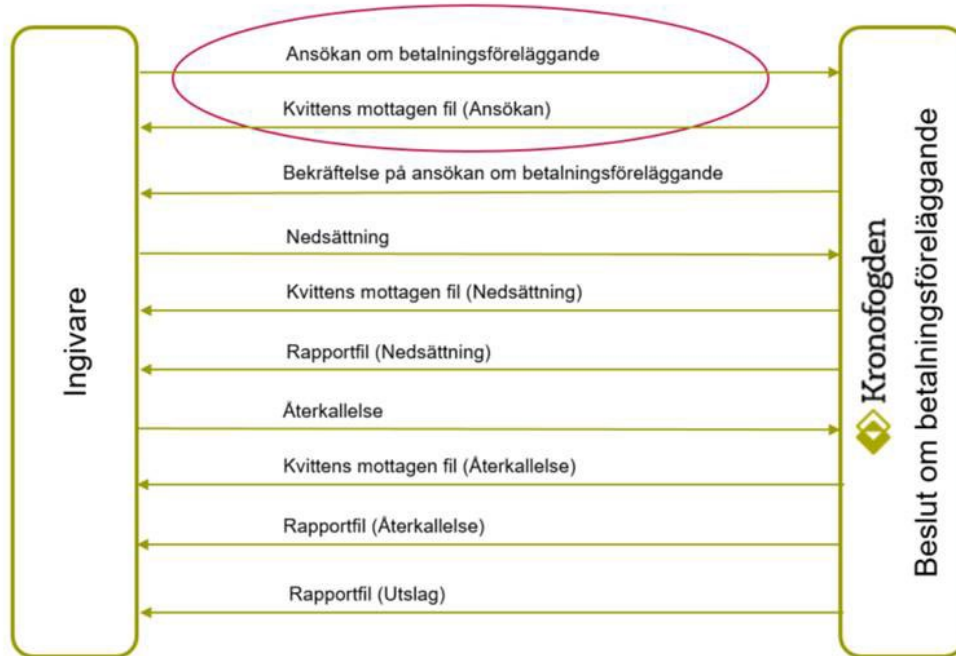 Ansökan om betalningsföreläggande
Kvittens mottagen fil (Ansökan)
Bekräftelse på ansökan om betalningsföreläggande
Nedsättning
Kvittens mottagen fil (Nedsättning)
Rapportfil (Nedsättning)
Återkallelse
Kvittens mottagen fil (Återkallelse)
Rapportfil (Återkallelse)
Rapportfil (Utslag)
Ingivare
Kronofogden
Beslut om betalningsföreläggande